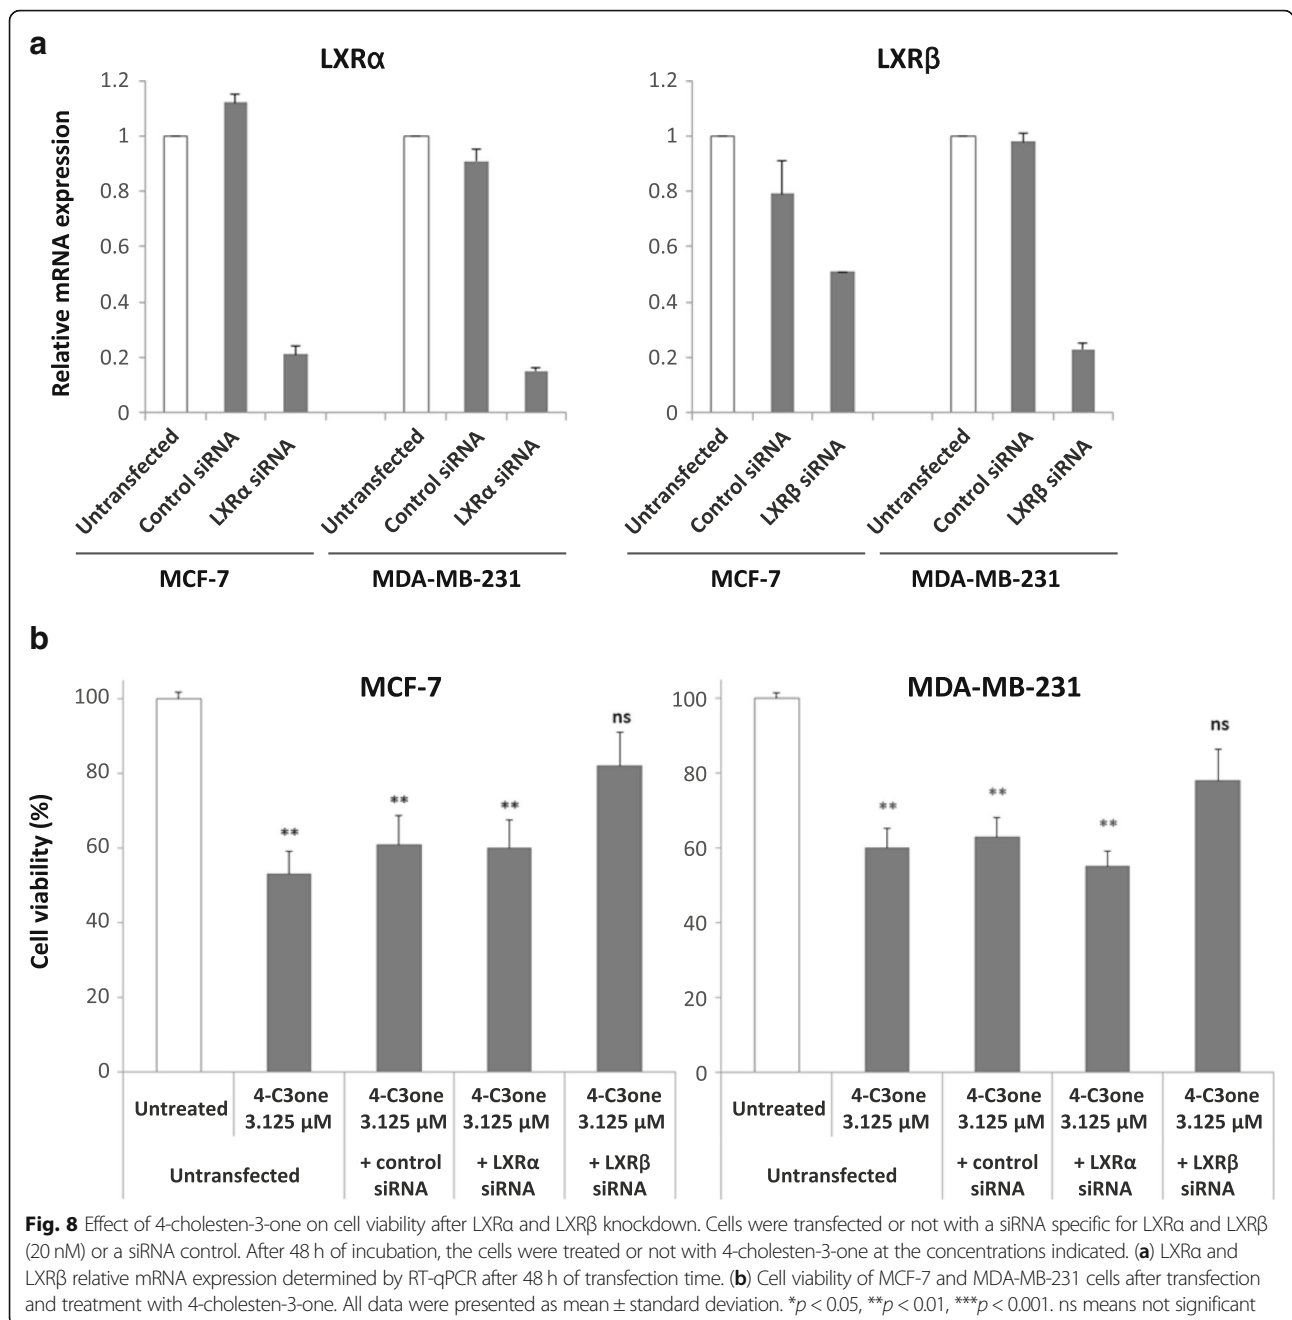 a
LXRα
LXRβ
Relative mRNA expression
1.2
1
0.8
0.6
0.4
0.2
0
1.2
1
0.8
0.6
0.4
0.2
0
Untransfected
Control siRNA
LXRα siRNA
Untransfected
Control siRNA
LXRα siRNA
Untransfected
Control siRNA
LXRβ siRNA
Untransfected
Control siRNA
LXRβ siRNA
MCF-7
MDA-MB-231
MCF-7
MDA-MB-231
b
MCF-7
MDA-MB-231
Cell viability (%)
100
80
60
40
20
0
**
**
**
ns
100
80
60
40
20
0
**
**
**
ns
Untreated
4-C3one
3.125 µM
4-C3one
3.125 µM
4-C3one
3.125 µM
4-C3one
3.125 µM
Untransfected
+ control
siRNA
+ LXRα
siRNA
+ LXRβ
siRNA
Untreated
4-C3one
3.125 µM
4-C3one
3.125 µM
4-C3one
3.125 µM
4-C3one
3.125 µM
Untransfected
+ control
siRNA
+ LXRα
siRNA
+ LXRβ
siRNA
Fig. 8 Effect of 4-cholesten-3-one on cell viability after LXRα and LXRβ knockdown. Cells were transfected or not with a siRNA specific for LXRα and LXRβ
(20 nM) or a siRNA control. After 48 h of incubation, the cells were treated or not with 4-cholesten-3-one at the concentrations indicated. (a) LXRα and
LXRβ relative mRNA expression determined by RT-qPCR after 48 h of transfection time. (b) Cell viability of MCF-7 and MDA-MB-231 cells after transfection
and treatment with 4-cholesten-3-one. All data were presented as mean ± standard deviation. *p < 0.05, **p < 0.01, ***p < 0.001. ns means not significant